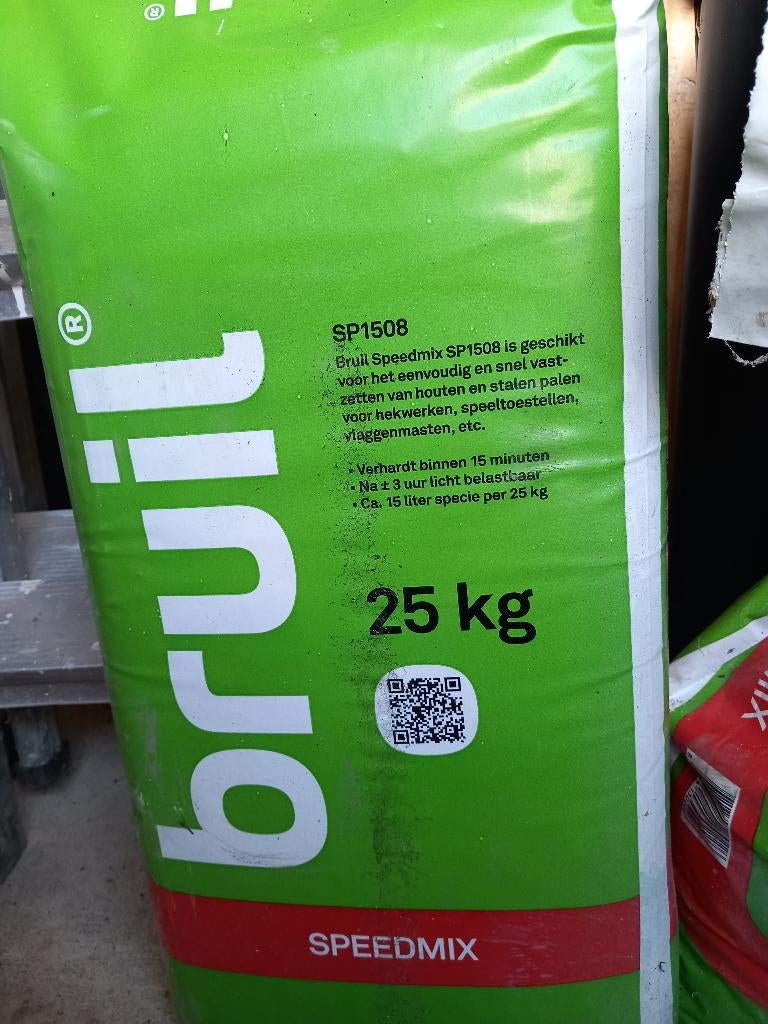 ®
bruil®
SP1508
Bruil Speedmix SP1508 is geschikt
voor het eenvoudig en snel vast-
zetten van houten en stalen palen
voor hekwerken, speeltoestellen,
vlaggenmasten, etc.
• Verhardt binnen 15 minuten
• Na ± 3 uur licht belastbaar
• Ca. 15 liter specie per 25 kg
25 kg
SPEEDMIX